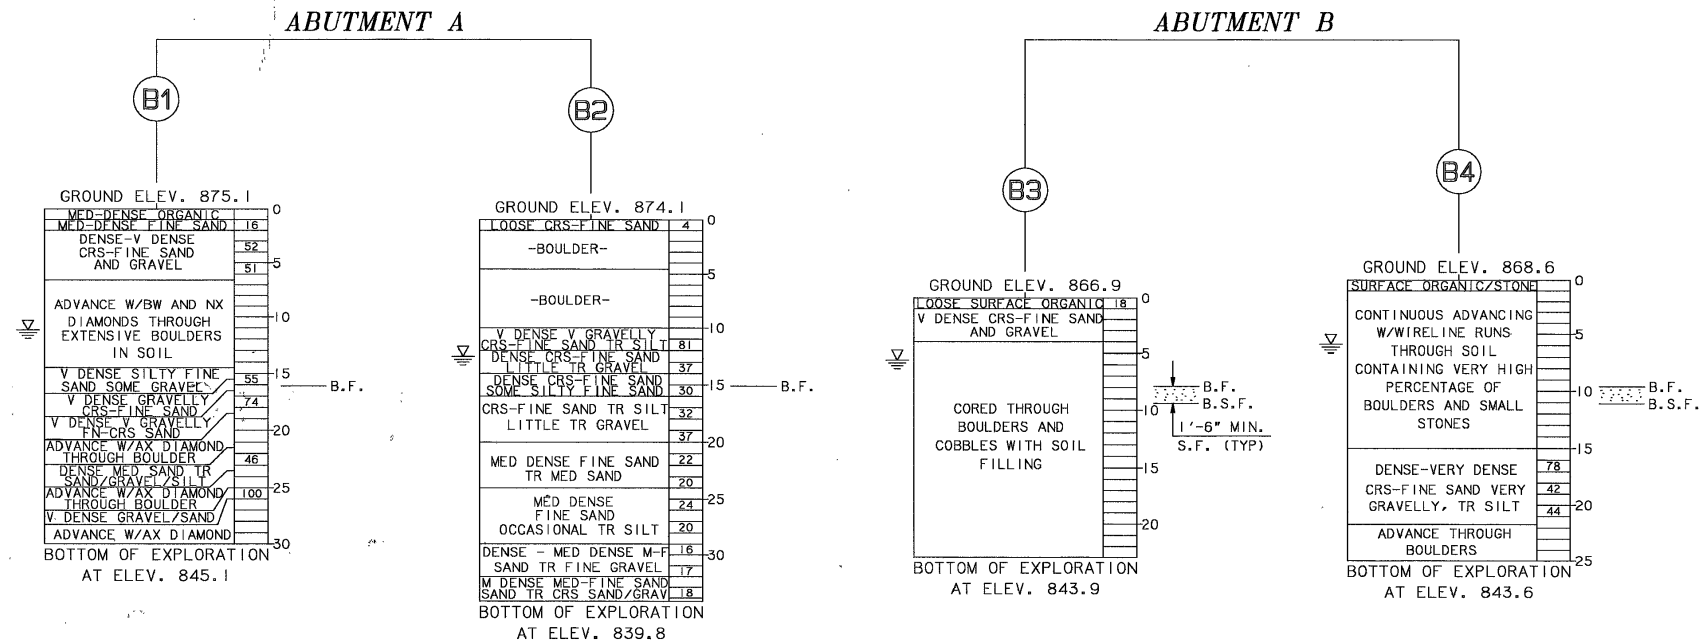 ABUTMENT A
B1
GROUND ELEV. 875.1
MED-DENSE ORGANIC
MED-DENSE FINE SAND 16
DENSE-V DENSE
CRS-FINE SAND
AND GRAVEL
52
51
ADVANCE W/BW AND NX
DIAMONDS THROUGH
EXTENSIVE BOULDERS
IN SOIL
V DENSE SILTY FINE
SAND SOME GRAVEL
55
V DENSE GRAVELLY
CRS-FINE SAND
74
V DENSE V GRAVELLY
FN-CRS SAND
ADVANCE W/AX DIAMOND
THROUGH BOULDER
46
DENSE MED SAND TR
SAND/GRAVEL/SILT
ADVANCE W/AX DIAMOND
THROUGH BOULDER
100
V. DENSE GRAVEL/SAND
ADVANCE W/AX DIAMOND
0
5
10
15
20
25
30
B.F.
BOTTOM OF EXPLORATION
AT ELEV. 845.1
B2
GROUND ELEV. 874.1
LOOSE CRS-FINE SAND 4
-BOULDER-
-BOULDER-
V DENSE V GRAVELLY
CRS-FINE SAND TR SILT 81
DENSE CRS-FINE SAND
LITTLE TR GRAVEL 37
DENSE CRS-FINE SAND
SOME SILTY FINE SAND 30
CRS-FINE SAND TR SILT
LITTLE TR GRAVEL
32
37
MED DENSE FINE SAND
TR MED SAND
22
20
MED DENSE
FINE SAND
OCCASIONAL TR SILT
24
20
DENSE - MED DENSE M-F
SAND TR FINE GRAVEL
16
17
M DENSE MED-FINE SAND
SAND TR CRS SAND/GRAV 18
0
5
10
15
20
25
30
B.F.
BOTTOM OF EXPLORATION
AT ELEV. 839.8
ABUTMENT B
B3
GROUND ELEV. 866.9
LOOSE SURFACE ORGANIC 18
V DENSE CRS-FINE SAND
AND GRAVEL
CORED THROUGH
BOULDERS AND
COBBLES WITH SOIL
FILLING
0
5
10
15
20
B.F.
B.S.F.
1'-6" MIN.
S.F. (TYP)
BOTTOM OF EXPLORATION
AT ELEV. 843.9
B4
GROUND ELEV. 868.6
SURFACE ORGANIC/STONE
CONTINUOUS ADVANCING
W/WIRELINE RUNS
THROUGH SOIL
CONTAINING VERY HIGH
PERCENTAGE OF
BOULDERS AND SMALL
STONES
DENSE-VERY DENSE
CRS-FINE SAND VERY
GRAVELLY, TR SILT
78
42
44
ADVANCE THROUGH
BOULDERS
0
5
10
15
20
25
B.F.
B.S.F.
BOTTOM OF EXPLORATION
AT ELEV. 843.6